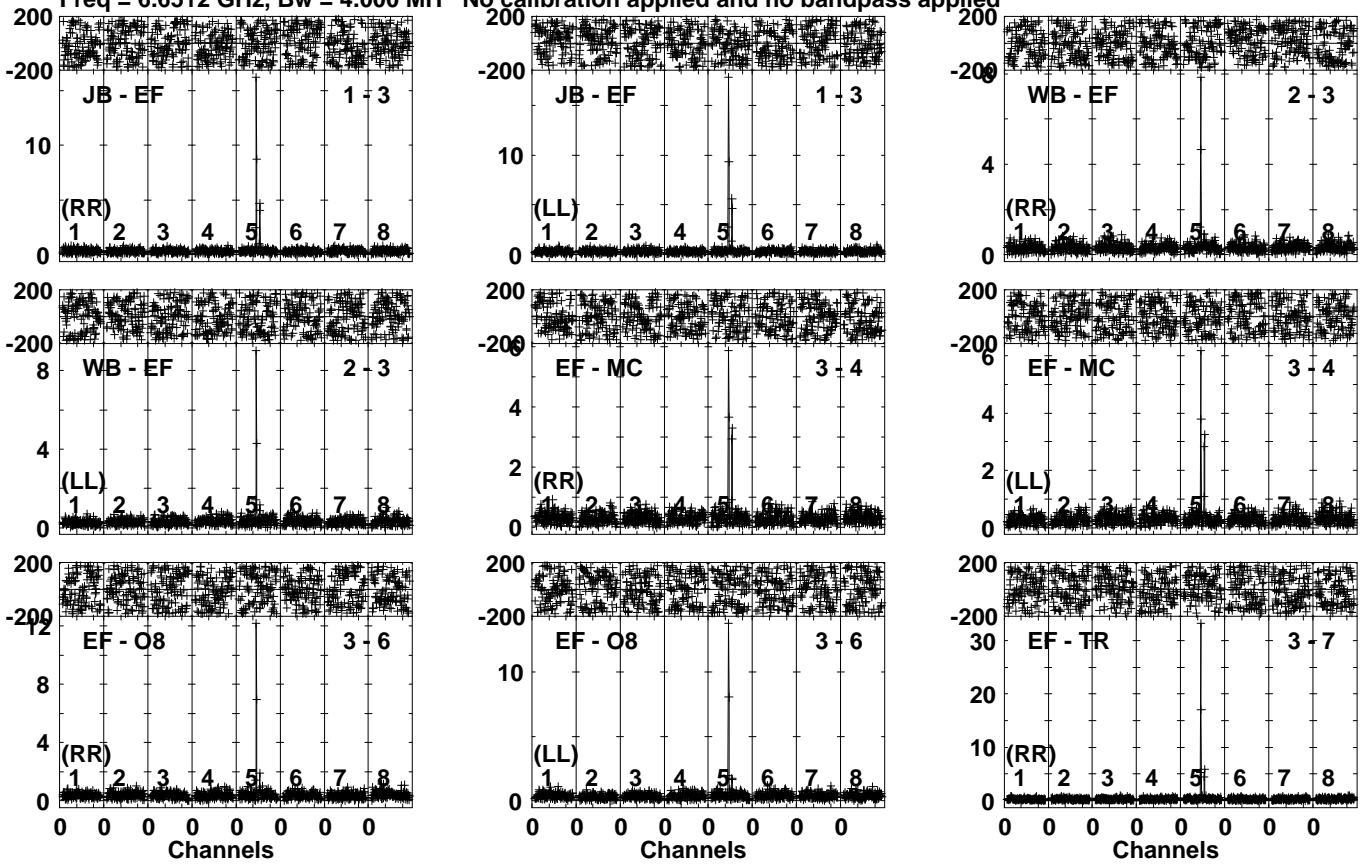 Freq = 6.6512 GHz, Bw = 4.000 MH No calibration applied and no bandpass applied
200 200 200
-200 -200 -200
JB - EF 1 - 3 JB - EF 1 - 3 WB - EF 2 - 3
8
10 10 4
(RR) (LL) (RR)
1 2 3 4 5 6 7 8 1 2 3 4 5 6 7 8 1 2 3 4 5 6 7 8
0 0 0
200 200 200
-200 -200 -200
6
WB - EF 2 - 3 EF - MC 3 - 4 EF - MC 3 - 4
8 6
4 4 4
2 2
(LL) (RR) (LL)
1 2 3 4 5 6 7 8 1 2 3 4 5 6 7 8 1 2 3 4 5 6 7 8
0 0 0
200 200 200
-200 -200 -200
12
EF - O8 3 - 6 EF - O8 3 - 6 EF - TR 3 - 7
30
8 10 20
4 10
(RR) (LL) (RR)
1 2 3 4 5 6 7 8 1 2 3 4 5 6 7 8 1 2 3 4 5 6 7 8
0 0 0
0 0 0 0 0 0 0 0 0 0 0 0 0 0 0 0 0 0 0 0 0 0 0 0
Channels Channels Channels